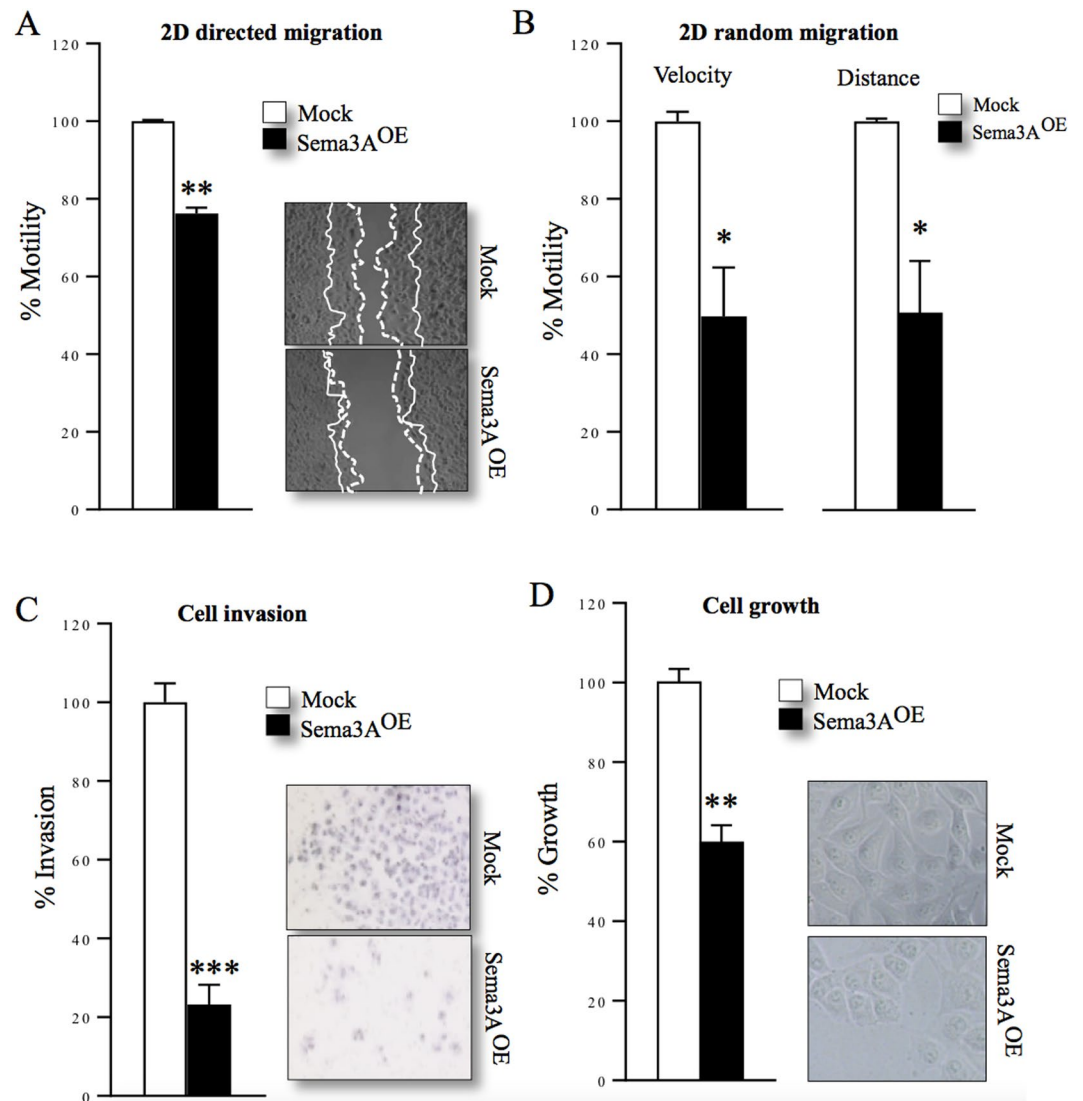 A
2D directed migration
120
100
80
60
40
20
0
% Motility
Mock
Sema3A^OE
**
Mock
Sema3A^OE
B
2D random migration
120
100
80
60
40
20
0
% Motility
Velocity
Distance
Mock
Sema3A^OE
*
*
C
Cell invasion
120
100
80
60
40
20
0
% Invasion
Mock
Sema3A^OE
***
Mock
Sema3A^OE
D
Cell growth
120
100
80
60
40
20
0
% Growth
Mock
Sema3A^OE
**
Mock
Sema3A^OE